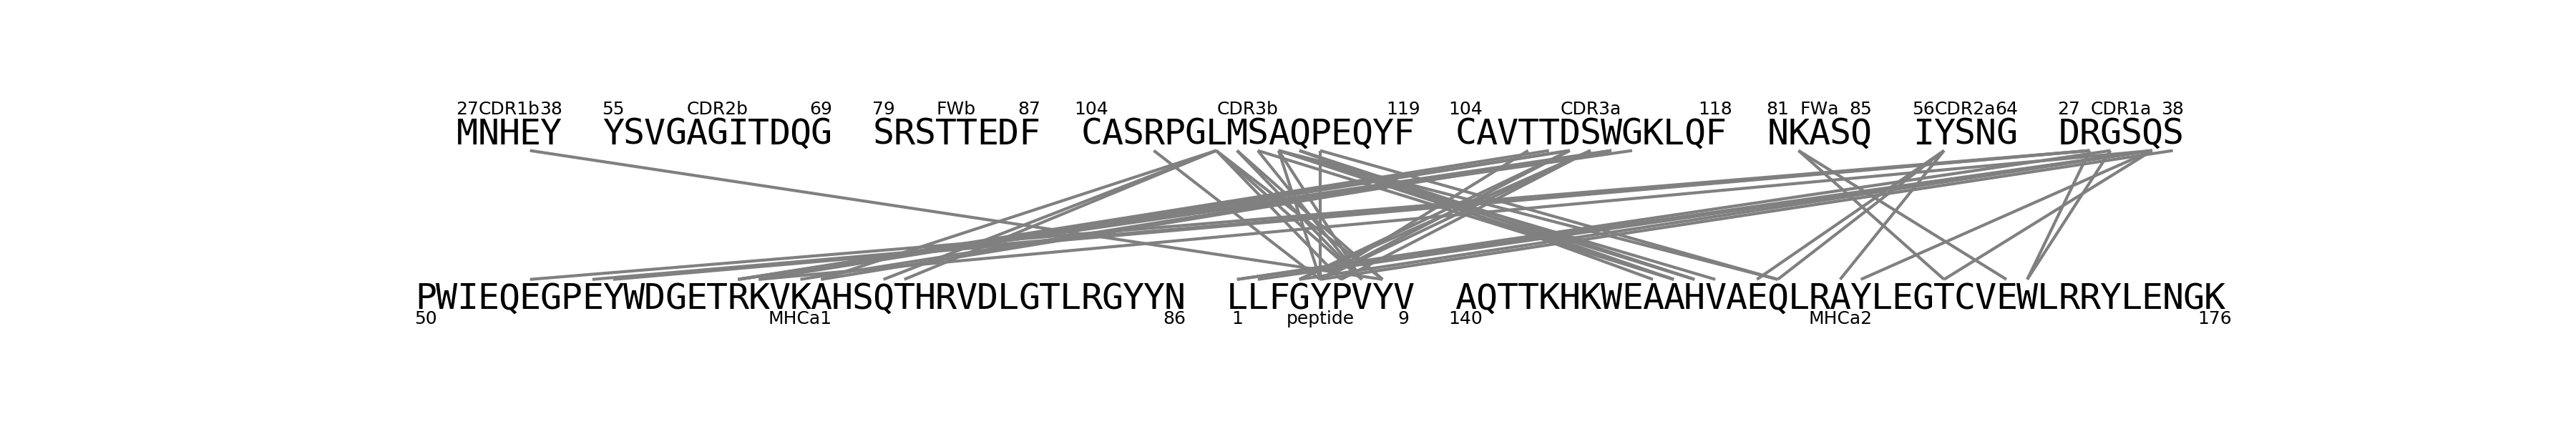 27CDR1b38 55 CDR2b 69 79 FWb 87 104 CDR3b 119 104 CDR3a 118 81 FWa 85 56CDR2a64 27 CDR1a 38
MNHEY YSVGAGITDQG SRSTTEDF CASRPGLMSAQPEQYF CAVTTDSWGKLQF NKASQ IYSNG DRGSQS
PWIEQEGPEYWDGETRKVKAHSQTHRVDLGTLRGYYN LLFGYPVYV AQTTKHKWEAAHVAEQLRAYLEGTCVEWLRRYLENGK
50 MHCa1 86 1 peptide 9 140 MHCa2 176